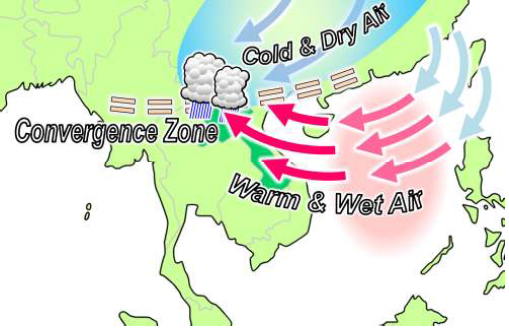 Cold & Dry Air
Convergence Zone
Warm & Wet Air